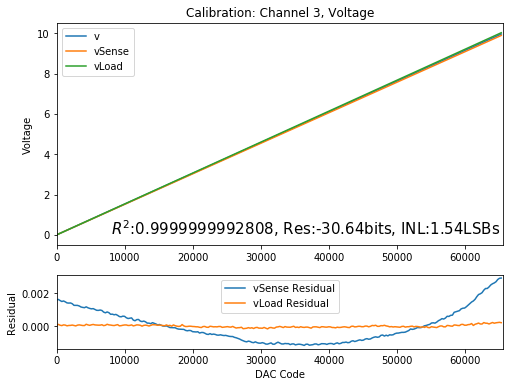 Calibration: Channel 3, Voltage
10
8
6
4
2
0
Voltage
v
vSense
vLoad
R²:0.9999999992808, Res:-30.64bits, INL:1.54LSBs
0 10000 20000 30000 40000 50000 60000
0.002
0.000
Residual
vSense Residual
vLoad Residual
0 10000 20000 30000 40000 50000 60000
DAC Code